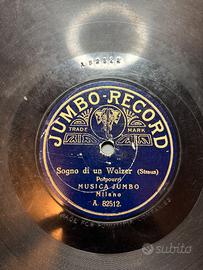 JUMBO-RECORD
TRADE MARK
Sogno di un Walzer (Straus)
Potpourri
MUSICA JUMBO
Milano
A. 82512.
subito